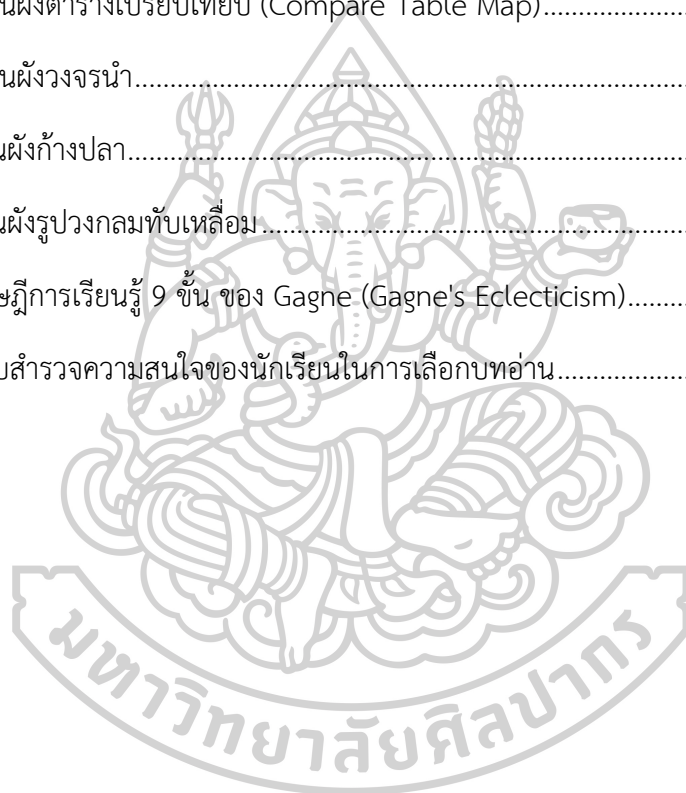 นผังตารางเปรียบเทียบ (Compare Table Map)
นผังวงจรนำ
นผังก้างปลา
นผังรูปวงกลมทับเหลื่อม
ษฎีการเรียนรู้ 9 ขั้น ของ Gagne (Gagne's Eclecticism)
บสำรวจความสนใจของนักเรียนในการเลือกบทอ่าน
มหาวิทยาลัยศิลปากร